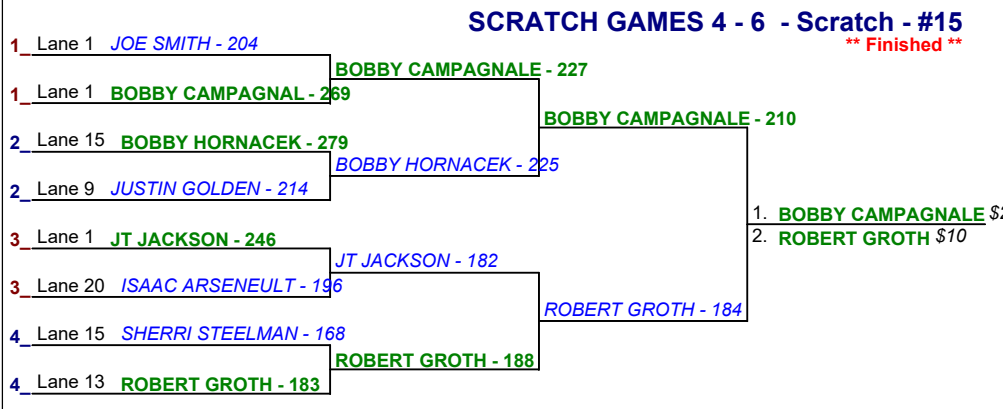 SCRATCH GAMES 4 - 6 - Scratch - #15
** Finished **
1_ Lane 1 JOE SMITH - 204
BOBBY CAMPAGNALE - 227
1_ Lane 1 BOBBY CAMPAGNAL - 269
BOBBY CAMPAGNALE - 210
2_ Lane 15 BOBBY HORNACEK - 279
BOBBY HORNACEK - 225
2_ Lane 9 JUSTIN GOLDEN - 214
1. BOBBY CAMPAGNALE
2. ROBERT GROTH $10
3_ Lane 1 JT JACKSON - 246
JT JACKSON - 182
3_ Lane 20 ISAAC ARSENEULT - 196
ROBERT GROTH - 184
4_ Lane 15 SHERRI STEELMAN - 168
ROBERT GROTH - 188
4_ Lane 13 ROBERT GROTH - 183